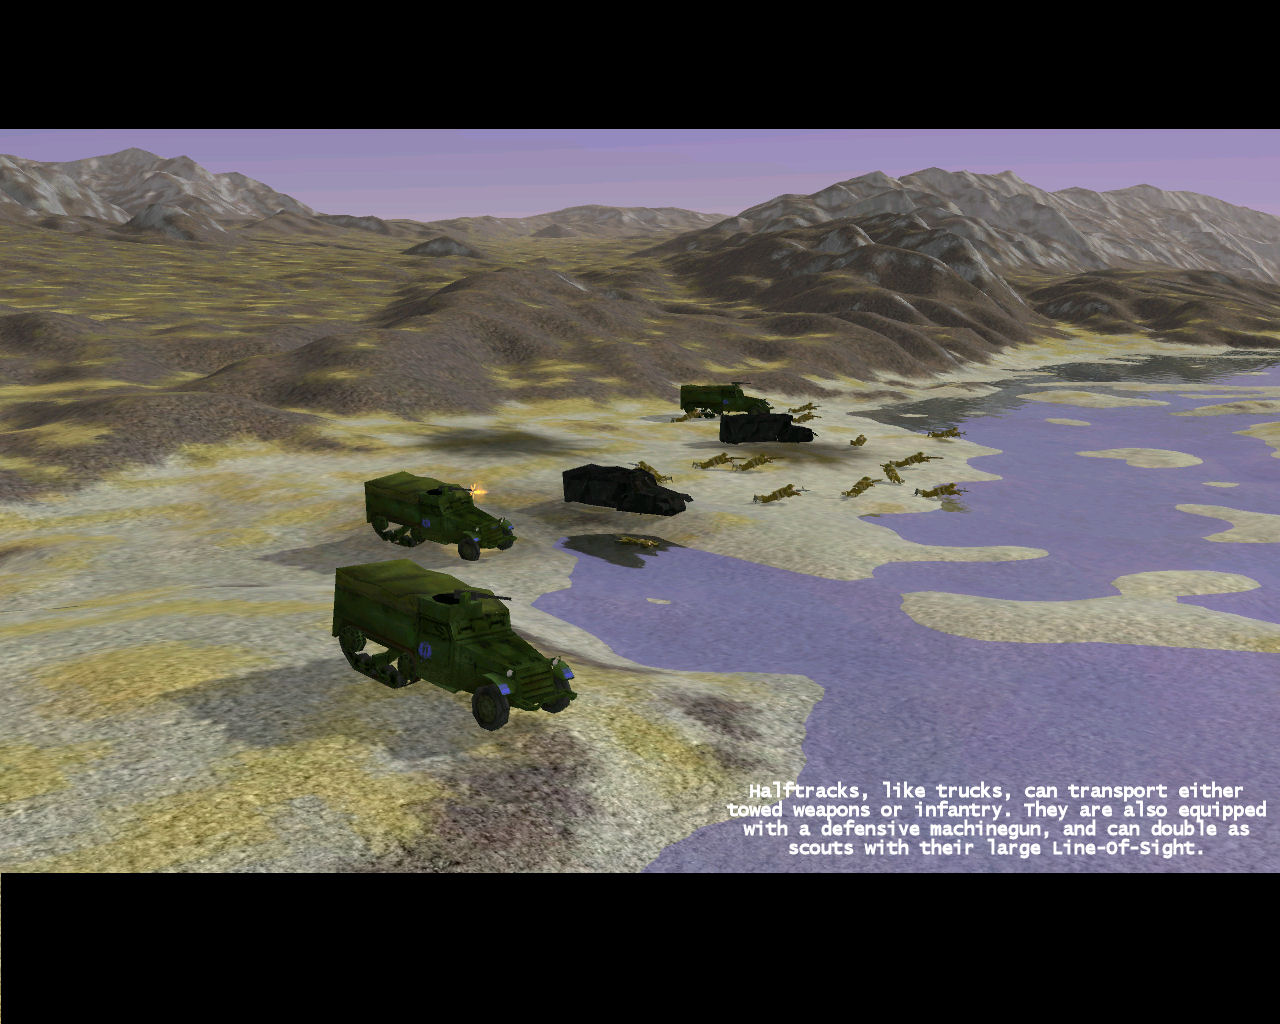 Halftracks, like trucks, can transport either
towed weapons or infantry. They are also equipped
with a defensive machinegun, and can double as
scouts with their large Line-Of-Sight.